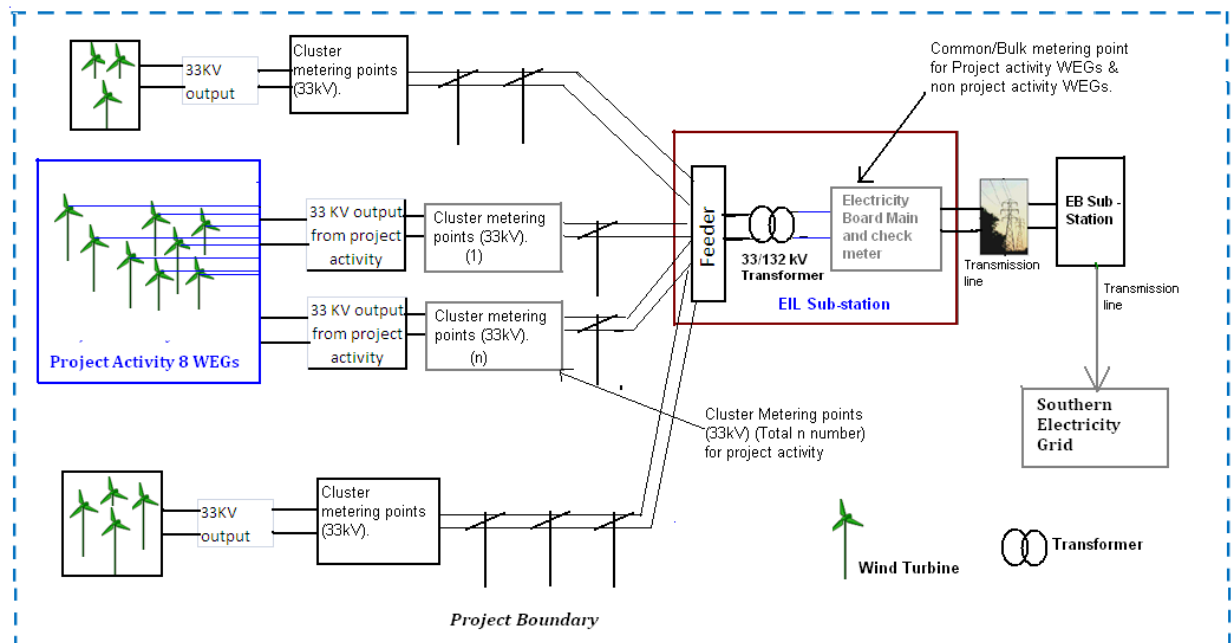 33KV
output
Cluster
metering points
(33kV).
Common/Bulk metering point
for Project activity WEGs &
non project activity WEGs.
33 KV output
from project
activity
Cluster metering
points (33kV).
(1)
Feeder
33/132 kV
Transformer
Electricity
Board Main
and check
meter
EIL Sub-station
Transmission
line
EB Sub -
Station
Transmission
line
Project Activity 8 WEGs
33 KV output
from project
activity
Cluster metering
points (33kV).
(n)
Cluster Metering points
(33kV) (Total n number)
for project activity
Southern
Electricity
Grid
33KV
output
Cluster
metering points
(33kV).
Wind Turbine
Transformer
Project Boundary